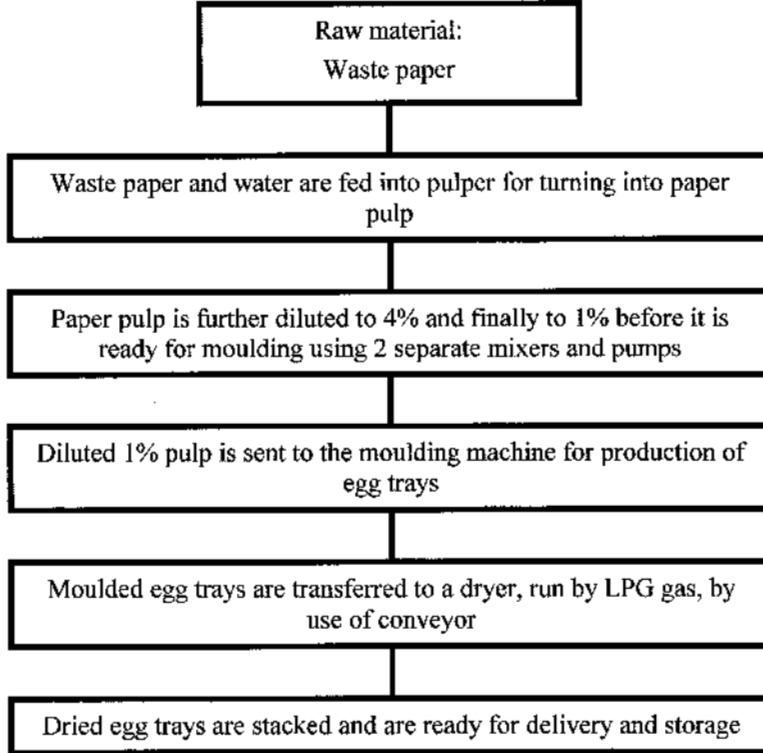 Raw material:
Waste paper
Waste paper and water are fed into pulper for turning into paper
pulp
Paper pulp is further diluted to 4% and finally to 1% before it is
ready for moulding using 2 separate mixers and pumps
Diluted 1% pulp is sent to the moulding machine for production of
egg trays
Moulded egg trays are transferred to a dryer, run by LPG gas, by
use of conveyor
Dried egg trays are stacked and are ready for delivery and storage